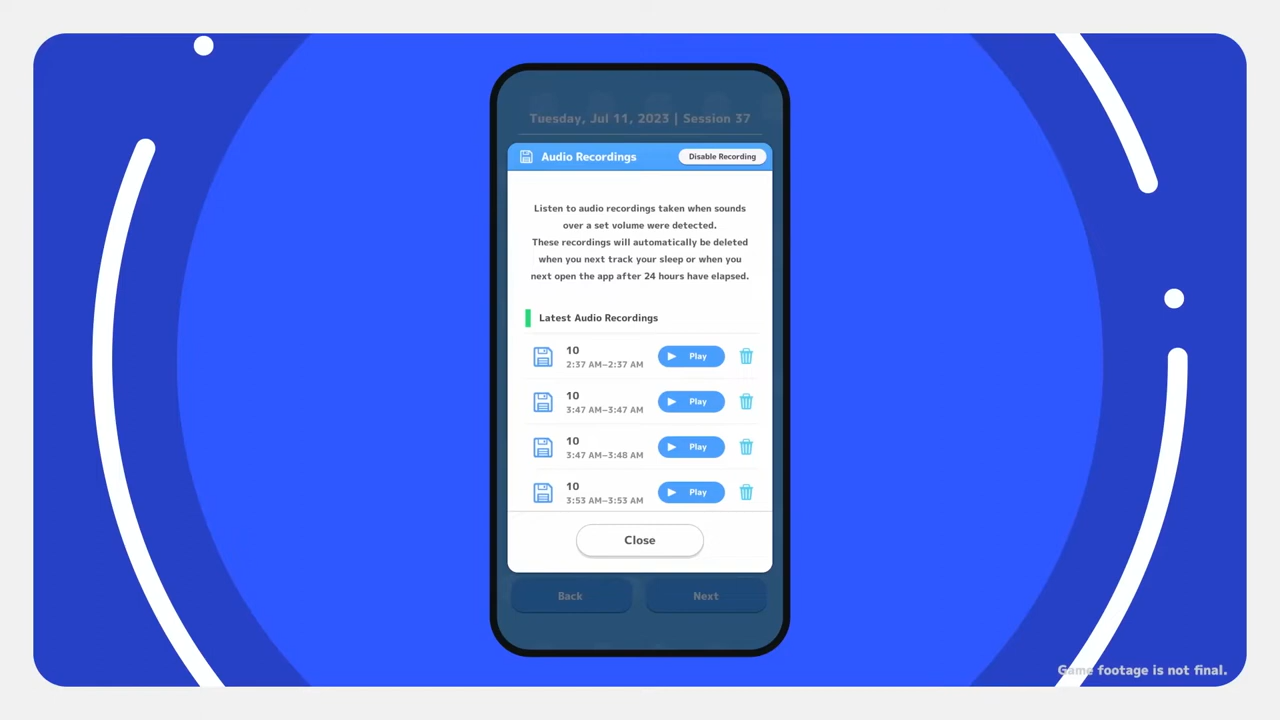 Tuesday, Jul 11, 2023 | Session 37
Audio Recordings
Disable Recording
Listen to audio recordings taken when sounds
over a set volume were detected.
These recordings will automatically be deleted
when you next track your sleep or when you
next open the app after 24 hours have elapsed.
Latest Audio Recordings
10
2:37 AM–2:37 AM
Play
10
3:47 AM–3:47 AM
Play
10
3:47 AM–3:48 AM
Play
10
3:53 AM–3:53 AM
Play
Close
Back
Next
Game footage is not final.